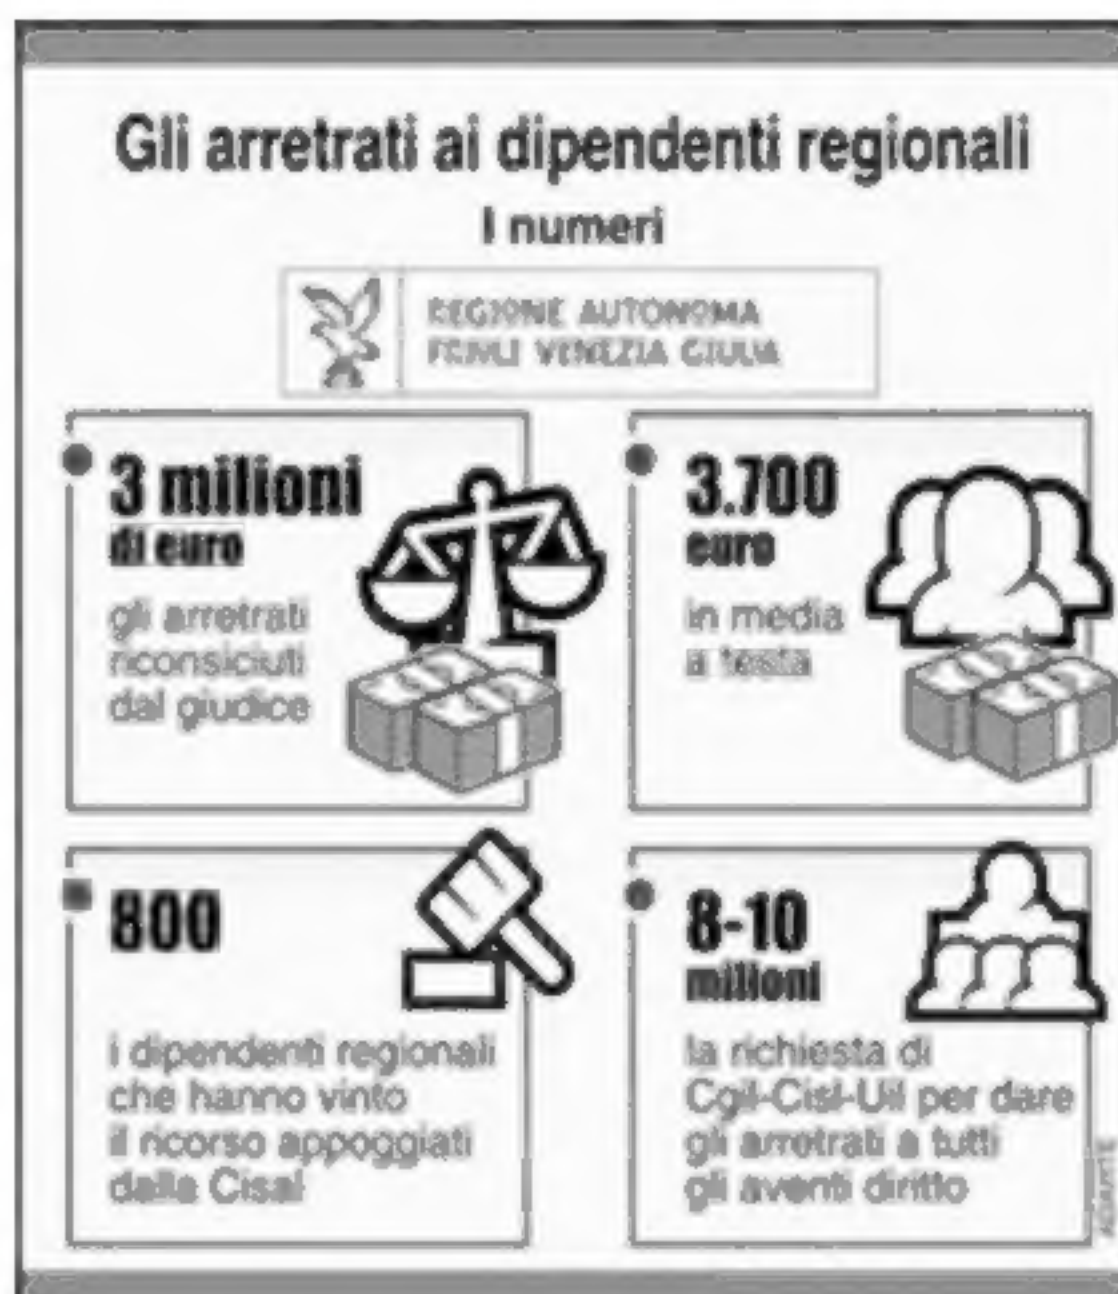 Gli arretrati ai dipendenti regionali
I numeri
REGIONE AUTONOMA
FRIULI VENEZIA GIULIA
3 milioni
di euro
gli arretrati
riconsiciuti
dal giudice
3.700
euro
in media
a testa
800
i dipendenti regionali
che hanno vinto
il ricorso appoggiati
dalla Cisal
8-10
milioni
la richiesta di
Cgil-Cisl-Uil per dare
gli arretrati a tutti
gli aventi diritto